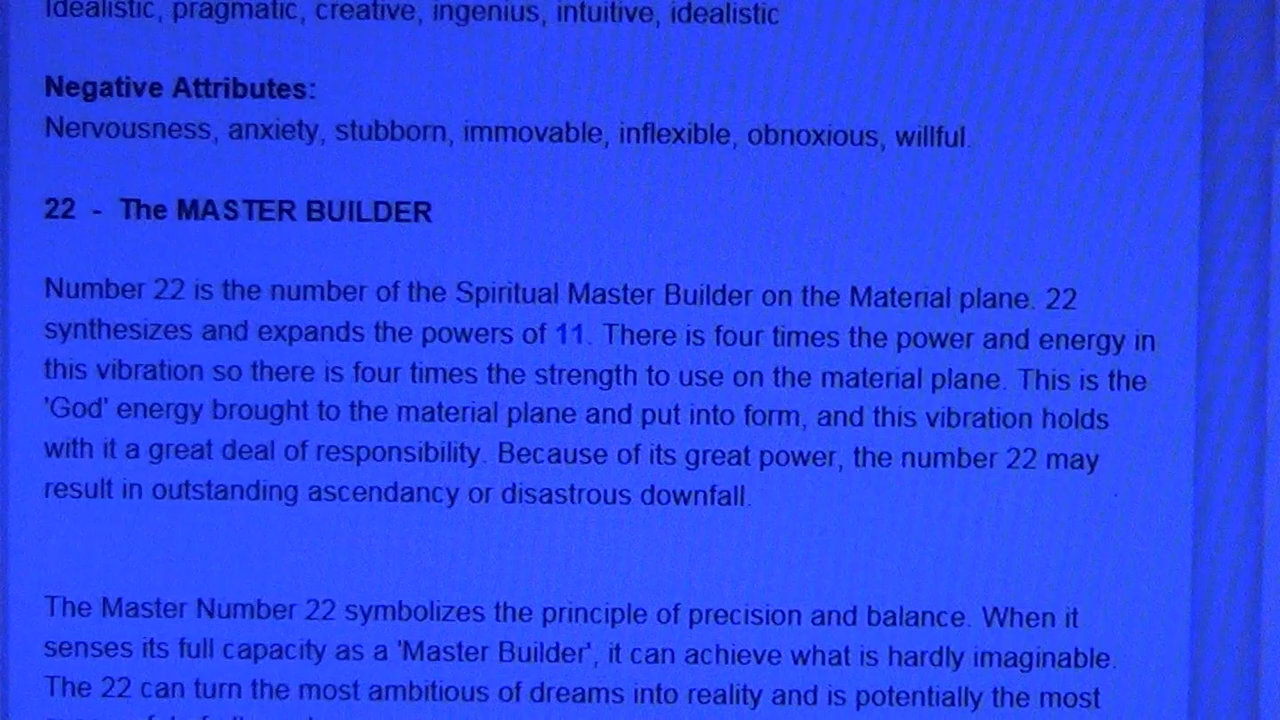 Idealistic, pragmatic, creative, ingenius, intuitive, idealistic
Negative Attributes:
Nervousness, anxiety, stubborn, immovable, inflexible, obnoxious, willful.
22 - The MASTER BUILDER
Number 22 is the number of the Spiritual Master Builder on the Material plane. 22
synthesizes and expands the powers of 11. There is four times the power and energy in
this vibration so there is four times the strength to use on the material plane. This is the
'God' energy brought to the material plane and put into form, and this vibration holds
with it a great deal of responsibility. Because of its great power, the number 22 may
result in outstanding ascendancy or disastrous downfall.
The Master Number 22 symbolizes the principle of precision and balance. When it
senses its full capacity as a 'Master Builder', it can achieve what is hardly imaginable.
The 22 can turn the most ambitious of dreams into reality and is potentially the most